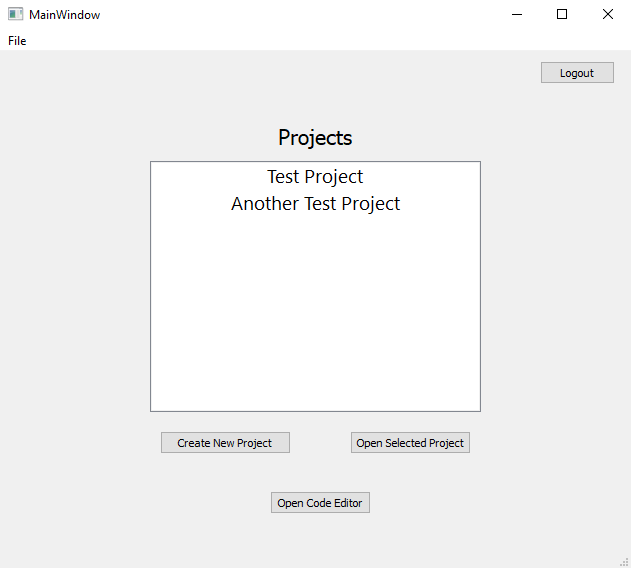 MainWindow
File
Logout
Projects
Test Project
Another Test Project
Create New Project
Open Selected Project
Open Code Editor